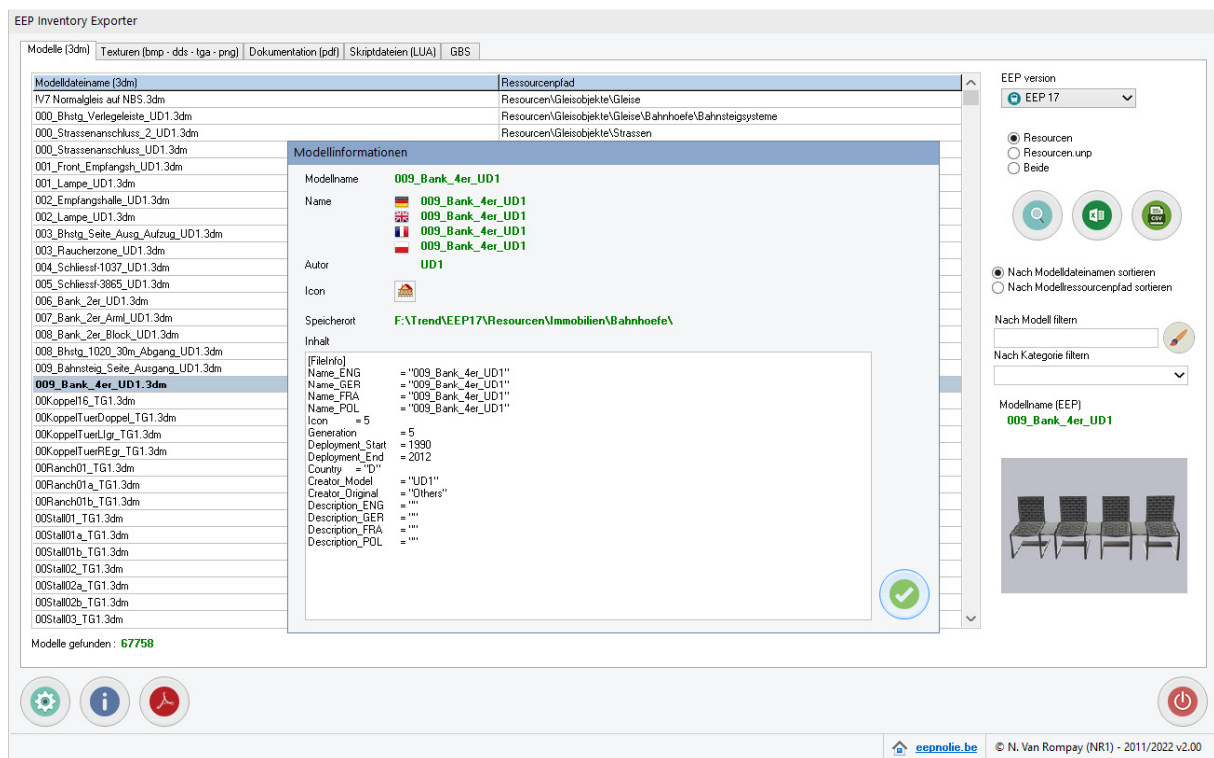 EEP Inventory Exporter
Modelle (3dm) Texturen (bmp - dds - tga - png) Dokumentation (pdf) Skriptdateien (LUA) GBS
Modelldateiname (3dm) Ressourcenpfad
!V7 Normalgleis auf NBS.3dm Resourcen\Gleisobjekte\Gleise
000_Bhstg_Verlegeleiste_UD1.3dm Resourcen\Gleisobjekte\Gleise\Bahnhoefe\Bahnsteigsysteme
000_Strassenanschluss_2_UD1.3dm Resourcen\Gleisobjekte\Strassen
000_Strassenanschluss_UD1.3dm
001_Front_Empfangsh_UD1.3dm
001_Lampe_UD1.3dm
002_Empfangshalle_UD1.3dm
002_Lampe_UD1.3dm
003_Bhstg_Seite_Ausg_Aufzug_UD1.3dm
003_Raucherzone_UD1.3dm
004_Schliessf-1037_UD1.3dm
005_Schliessf-3865_UD1.3dm
006_Bank_2er_UD1.3dm
007_Bank_2er_Arml_UD1.3dm
008_Bank_2er_Block_UD1.3dm
008_Bhstg_1020_30m_Abgang_UD1.3dm
009_Bahnsteig_Seite_Ausgang_UD1.3dm
009_Bank_4er_UD1.3dm
00Koppel16_TG1.3dm
00KoppelTuerDoppel_TG1.3dm
00KoppelTuerLIgr_TG1.3dm
00KoppelTuerREgr_TG1.3dm
00Ranch01_TG1.3dm
00Ranch01a_TG1.3dm
00Ranch01b_TG1.3dm
00Stall01_TG1.3dm
00Stall01a_TG1.3dm
00Stall01b_TG1.3dm
00Stall02_TG1.3dm
00Stall02a_TG1.3dm
00Stall02b_TG1.3dm
00Stall03_TG1.3dm
Modelle gefunden : 67758
Modellinformationen
Modellname 009_Bank_4er_UD1
Name 009_Bank_4er_UD1
009_Bank_4er_UD1
009_Bank_4er_UD1
009_Bank_4er_UD1
Autor UD1
Icon
Speicherort F:\Trend\EEP17\Resourcen\Immobilien\Bahnhoefe\
Inhalt
[FileInfo]
Name_ENG = "009_Bank_4er_UD1"
Name_GER = "009_Bank_4er_UD1"
Name_FRA = "009_Bank_4er_UD1"
Name_POL = "009_Bank_4er_UD1"
Icon = 5
Generation = 5
Deployment_Start = 1990
Deployment_End = 2012
Country = "D"
Creator_Model = "UD1"
Creator_Original = "Others"
Description_ENG = ""
Description_GER = ""
Description_FRA = ""
Description_POL = ""
EEP version
EEP 17
Resourcen
Resourcen.unp
Beide
CSV
Nach Modelldateinamen sortieren
Nach Modellressourcenpfad sortieren
Nach Modell filtern
Nach Kategorie filtern
Modellname (EEP)
009_Bank_4er_UD1
eepnolie.be © N. Van Rompay (NR1) - 2011/2022 v2.00